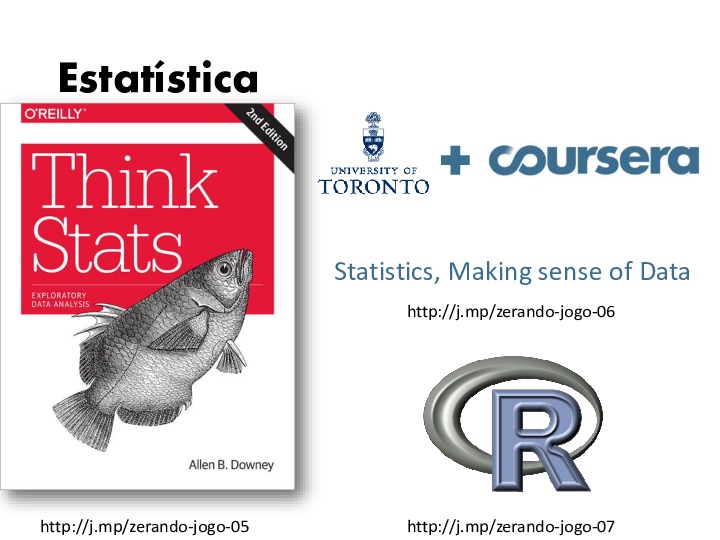 Estatística
O'REILLY®
2nd Edition
Think
Stats
EXPLORATORY
DATA ANALYSIS
Allen B. Downey
http://j.mp/zerando-jogo-05
UNIVERSITY OF
TORONTO
+ coursera
Statistics, Making sense of Data
http://j.mp/zerando-jogo-06
R
http://j.mp/zerando-jogo-07